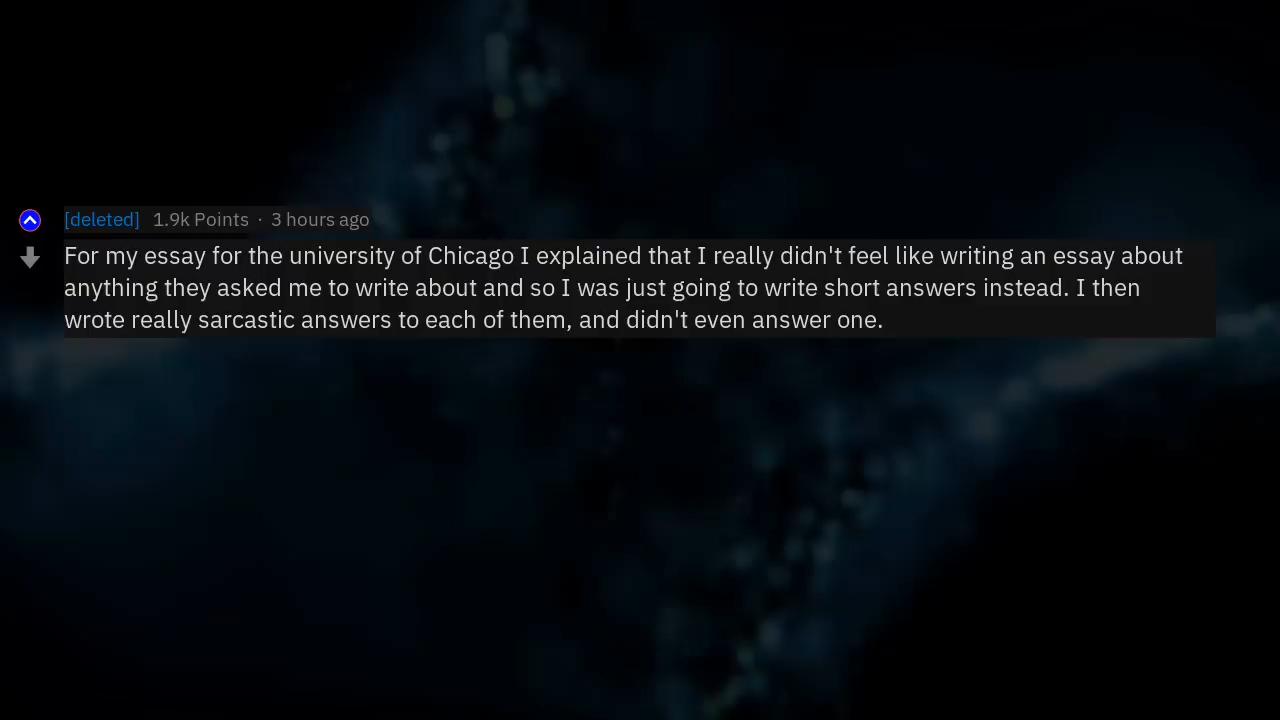 [deleted] 1.9k Points · 3 hours ago
For my essay for the university of Chicago I explained that I really didn't feel like writing an essay about
anything they asked me to write about and so I was just going to write short answers instead. I then
wrote really sarcastic answers to each of them, and didn't even answer one.